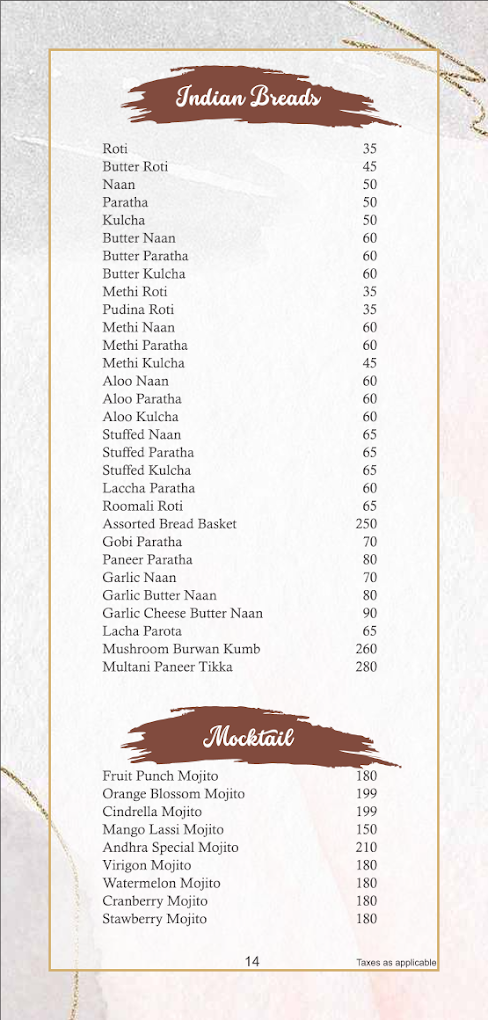 Indian Breads
Roti 35
Butter Roti 45
Naan 50
Paratha 50
Kulcha 50
Butter Naan 60
Butter Paratha 60
Butter Kulcha 60
Methi Roti 35
Pudina Roti 35
Methi Naan 60
Methi Paratha 60
Methi Kulcha 45
Aloo Naan 60
Aloo Paratha 60
Aloo Kulcha 60
Stuffed Naan 65
Stuffed Paratha 65
Stuffed Kulcha 65
Laccha Paratha 60
Roomali Roti 65
Assorted Bread Basket 250
Gobi Paratha 70
Paneer Paratha 80
Garlic Naan 70
Garlic Butter Naan 80
Garlic Cheese Butter Naan 90
Lacha Parota 65
Mushroom Burwan Kumb 260
Multani Paneer Tikka 280
Mocktail
Fruit Punch Mojito 180
Orange Blossom Mojito 199
Cindrella Mojito 199
Mango Lassi Mojito 150
Andhra Special Mojito 210
Virigon Mojito 180
Watermelon Mojito 180
Cranberry Mojito 180
Stawberry Mojito 180
14 Taxes as applicable